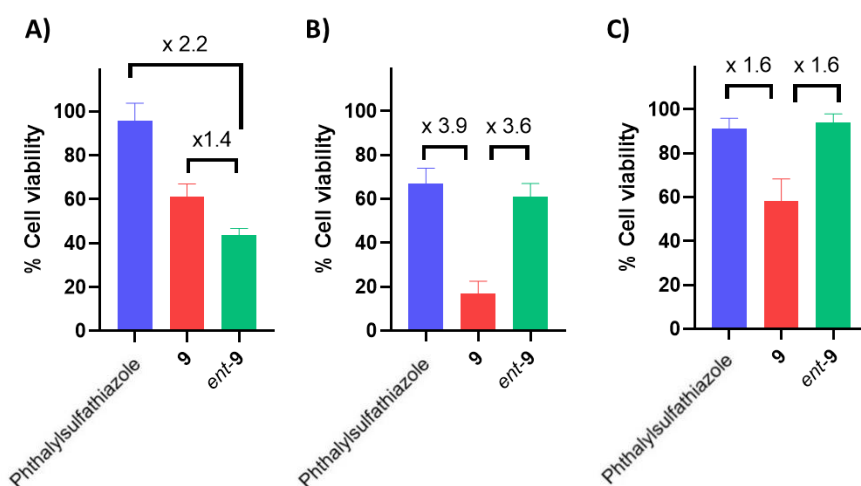 A)
x 2.2
x1.4
% Cell viability
100
80
60
40
20
0
Phthalylsulfathiazole
9
ent-9
B)
x 3.9
x 3.6
% Cell viability
100
80
60
40
20
0
Phthalylsulfathiazole
9
ent-9
C)
x 1.6
x 1.6
% Cell viability
100
80
60
40
20
0
Phthalylsulfathiazole
9
ent-9